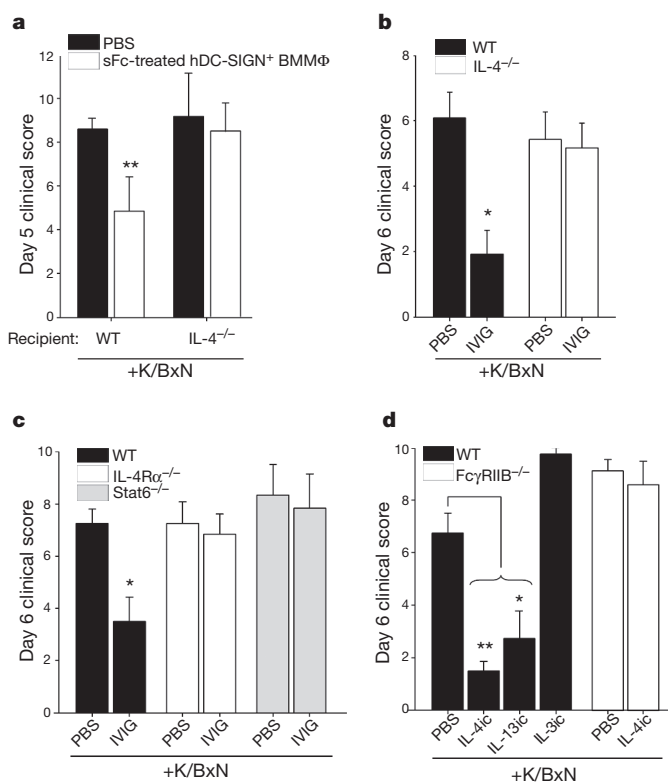 a
PBS
sFc-treated hDC-SIGN⁺ BMMΦ
Day 5 clinical score
12
10
8
6
4
2
0
**
Recipient: WT IL-4⁻/⁻
+K/BxN
b
WT
IL-4⁻/⁻
Day 6 clinical score
8
6
4
2
0
*
PBS IVIG PBS IVIG
+K/BxN
c
WT
IL-4Rα⁻/⁻
Stat6⁻/⁻
Day 6 clinical score
10
8
6
4
2
0
*
PBS IVIG PBS IVIG PBS IVIG
+K/BxN
d
WT
FcγRIIB⁻/⁻
Day 6 clinical score
10
8
6
4
2
0
**
*
PBS IL-4ic IL-13ic IL-3ic PBS IL-4ic
+K/BxN